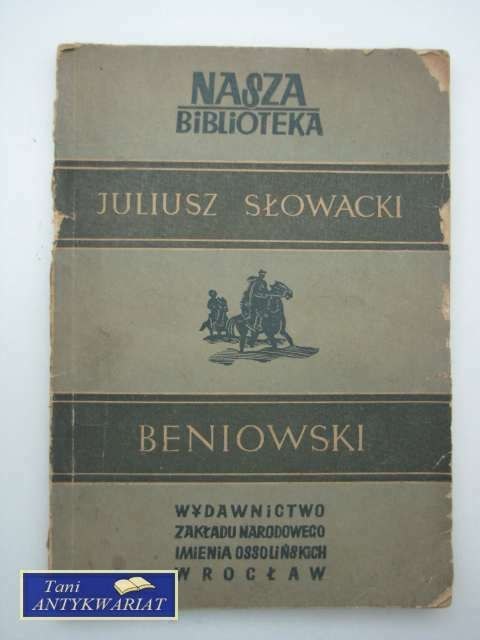 NASZA
BIBLIOTEKA
JULIUSZ SŁOWACKI
BENIOWSKI
WYDAWNICTWO
ZAKŁADU NARODOWEGO
IMIENIA OSSOLIŃSKICH
WROCŁAW
Tani
ANTYKWARIAT